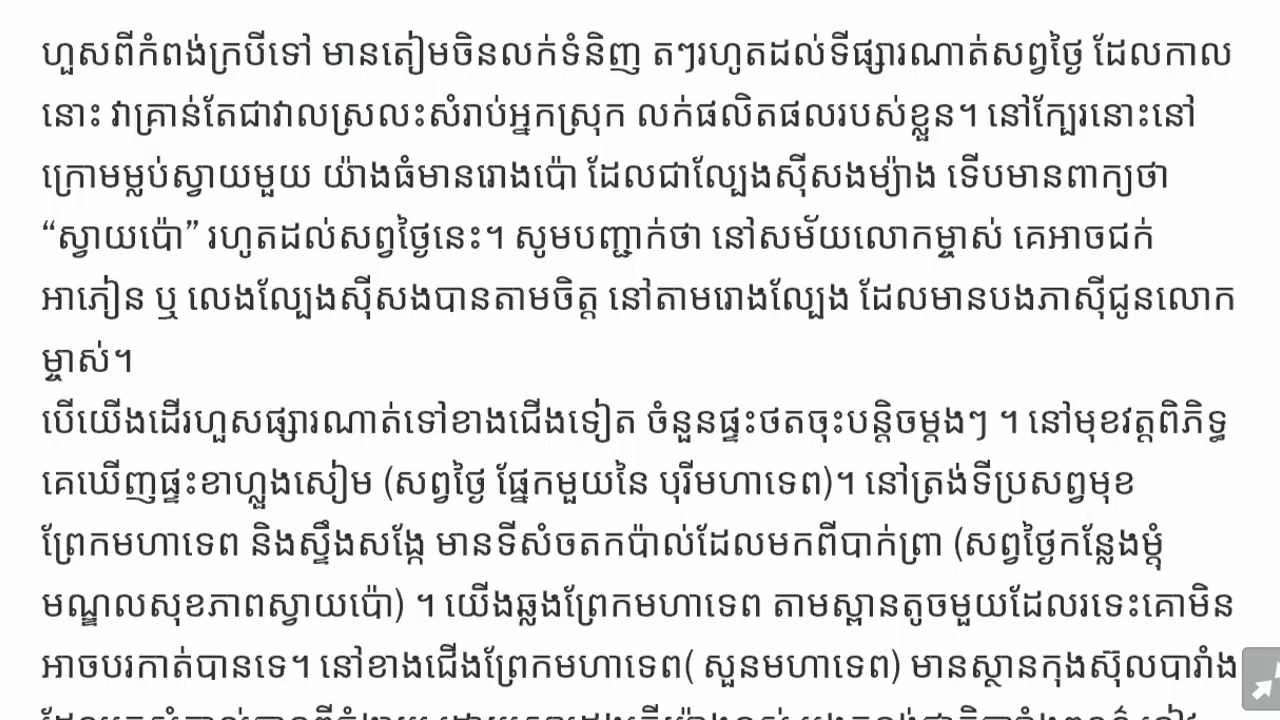 ហួសពីកំពង់ក្របីទៅ មានតៀមចិនលក់ទំនិញ តៗរហូតដល់ទីផ្សារណាត់សព្វថ្ងៃ ដែលកាល
នោះ វាគ្រាន់តែជាវាលស្រលះសំរាប់អ្នកស្រុក លក់ផលិតផលរបស់ខ្លួន។ នៅក្បែរនោះនៅ
ក្រោមម្លប់ស្វាយមួយ យ៉ាងធំមានរោងប៉ោ ដែលជាល្បែងស៊ីសងម្យ៉ាង ទើបមានពាក្យថា
“ស្វាយប៉ោ” រហូតដល់សព្វថ្ងៃនេះ។ សូមបញ្ជាក់ថា នៅសម័យលោកម្ចាស់ គេអាចជក់
អាភៀន ឬ លេងល្បែងស៊ីសងបានតាមចិត្ត នៅតាមរោងល្បែង ដែលមានបងភាស៊ីជូនលោក
ម្ចាស់។
បើយើងដើរហួសផ្សារណាត់ទៅខាងជើងទៀត ចំនួនផ្ទះថតចុះបន្តិចម្តងៗ ។ នៅមុខវត្តពិភិទ្ធ
គេឃើញផ្ទះខាហ្លួងសៀម (សព្វថ្ងៃ ផ្នែកមួយនៃ បុរីមហាទេព)។ នៅត្រង់ទីប្រសព្វមុខ
ព្រែកមហាទេព និងស្ទឹងសង្កែ មានទីសំចតកប៉ាល់ដែលមកពីបាក់ព្រា (សព្វថ្ងៃកន្លែងម្តុំ
មណ្ឌលសុខភាពស្វាយប៉ោ) ។ យើងឆ្លងព្រែកមហាទេព តាមស្ពានតូចមួយដែលរទេះគោមិន
អាចបរកាត់បានទេ។ នៅខាងជើងព្រែកមហាទេព( សួនមហាទេព) មានស្ថានកុងស៊ុលបារាំង